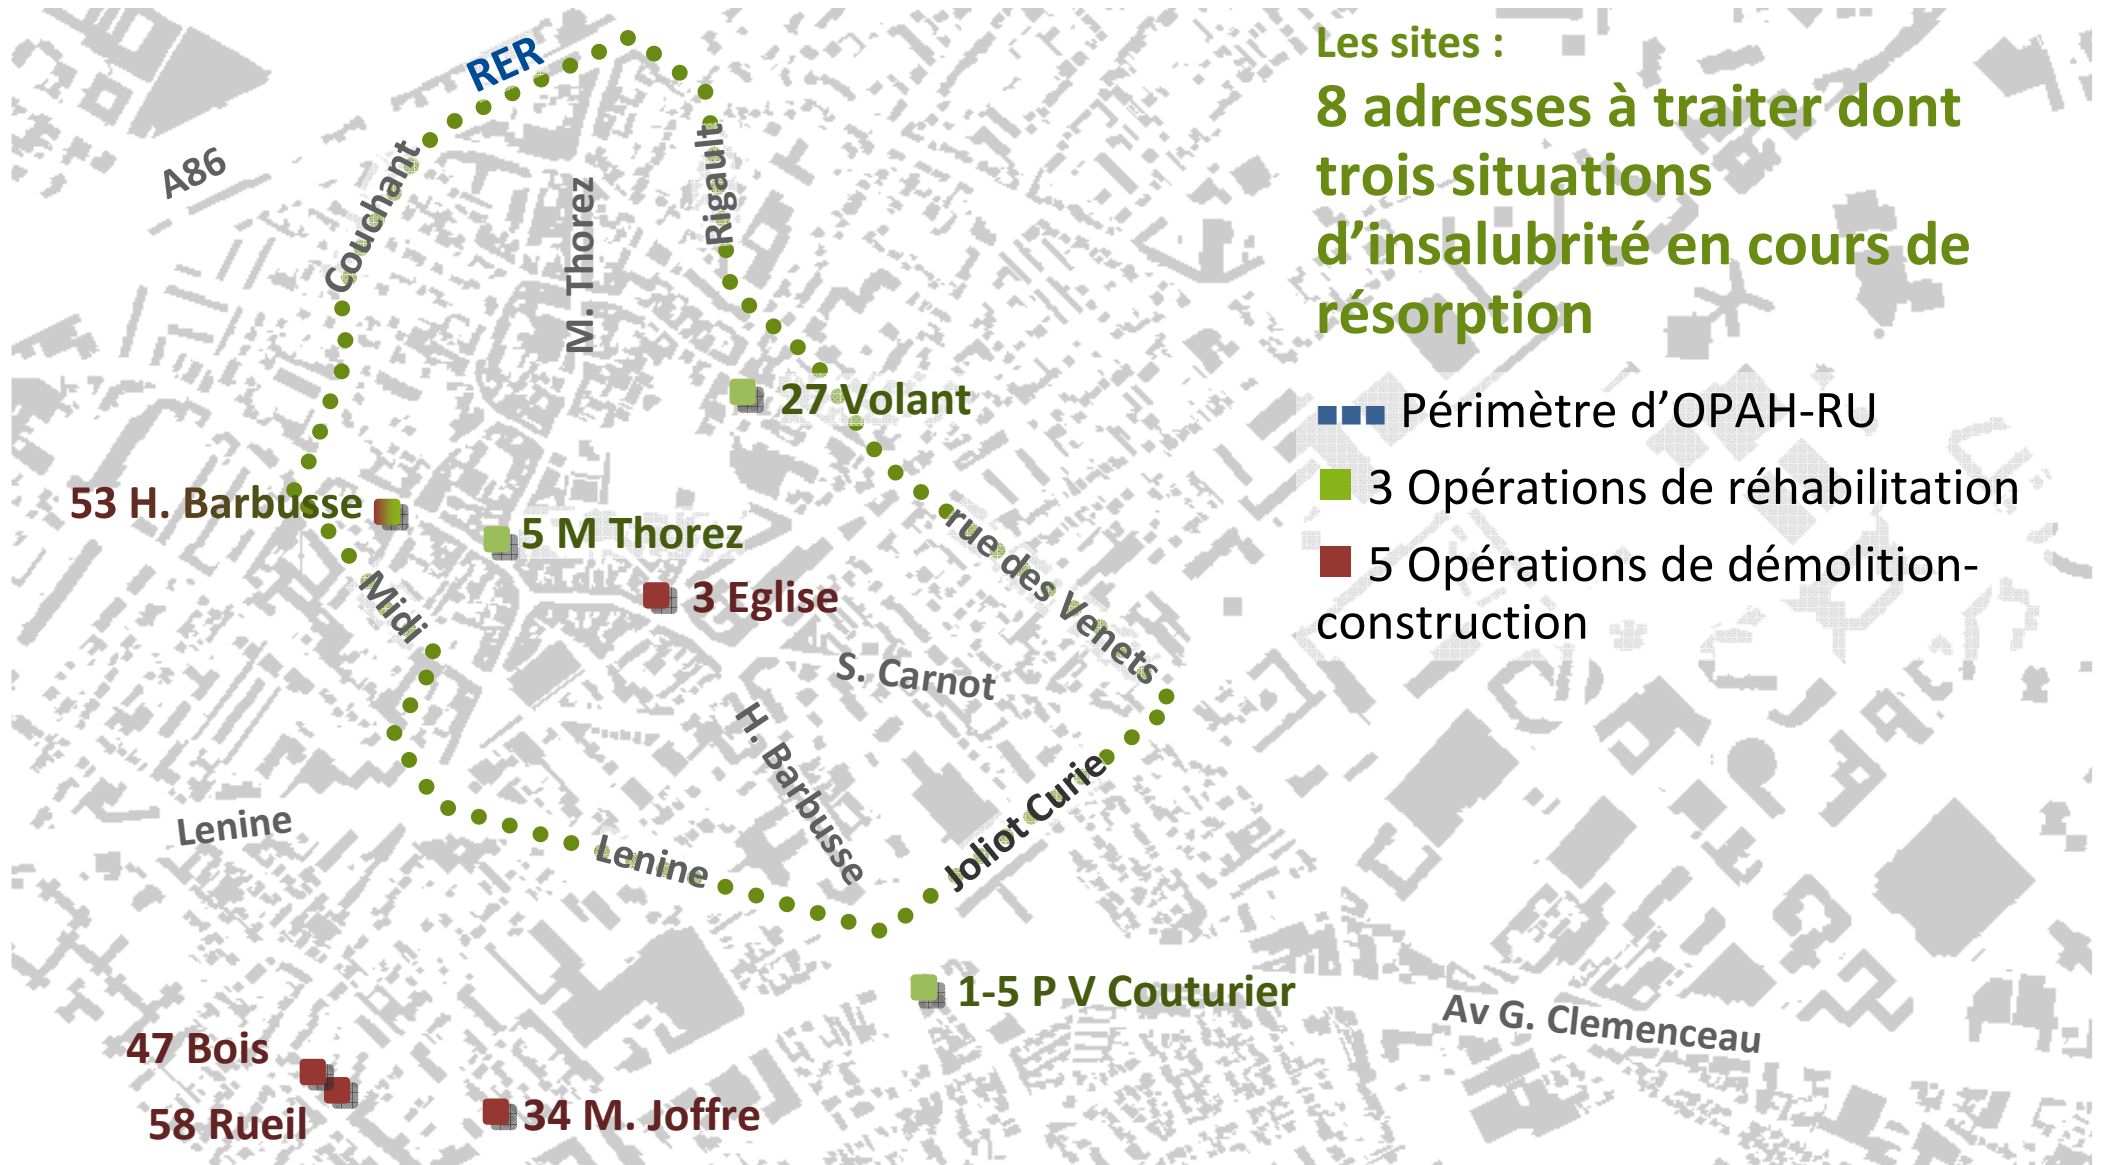 Les sites :
8 adresses à traiter dont
trois situations
d’insalubrité en cours de
résorption
Périmètre d’OPAH-RU
3 Opérations de réhabilitation
5 Opérations de démolition-
construction
RER
A86
Couchant
M. Thorez
Rigault
27 Volant
53 H. Barbusse
5 M Thorez
3 Eglise
rue des Venets
Midi
S. Carnot
H. Barbusse
Joliot Curie
Lenine
Lenine
1-5 P V Couturier
Av G. Clemenceau
47 Bois
58 Rueil
34 M. Joffre